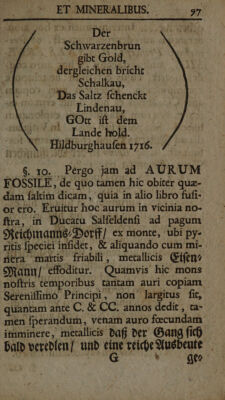 ET MINERALIBUS. 97
Der
Schwarzenbrun
gibt Gold,
dergleichen bricht
Schalkau,
Das Saltz schenckt
Lindenau,
GOtt ist dem
Lande hold.
Hildburghausen 1716.
§. 10. Pergo jam ad AURUM
FOSSILE, de quo tamen hic obiter quæ-
dam saltim dicam, quia in alio libro fusi-
or ero. Eruitur hoc aurum in vicinia no-
stra, in Ducatu Salfeldensi ad pagum
Reichmanns-Dorff/ ex monte, ubi py-
ritis speciei insidet, & aliquando cum mi-
nera martis friabili, metallicis Eisen-
Mann/ effoditur. Quamvis hic mons
nostris temporibus tantam auri copiam
Serenissimo Principi, non largitus sit,
quantam ante C. & CC. annos dedit, ta-
men sperandum, venam auro fœcundam
imminere, metallicis daß der Gang sich
bald veredlen/ und eine reiche Ausbeute
G ge-